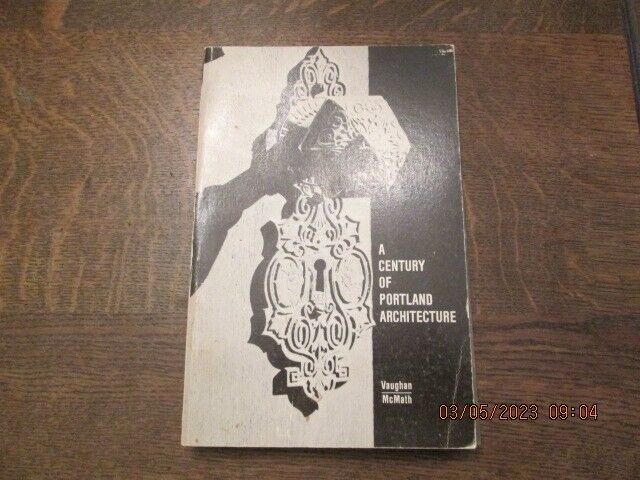 A
CENTURY
OF
PORTLAND
ARCHITECTURE
Vaughan
McMath
03/05/2023 09:04